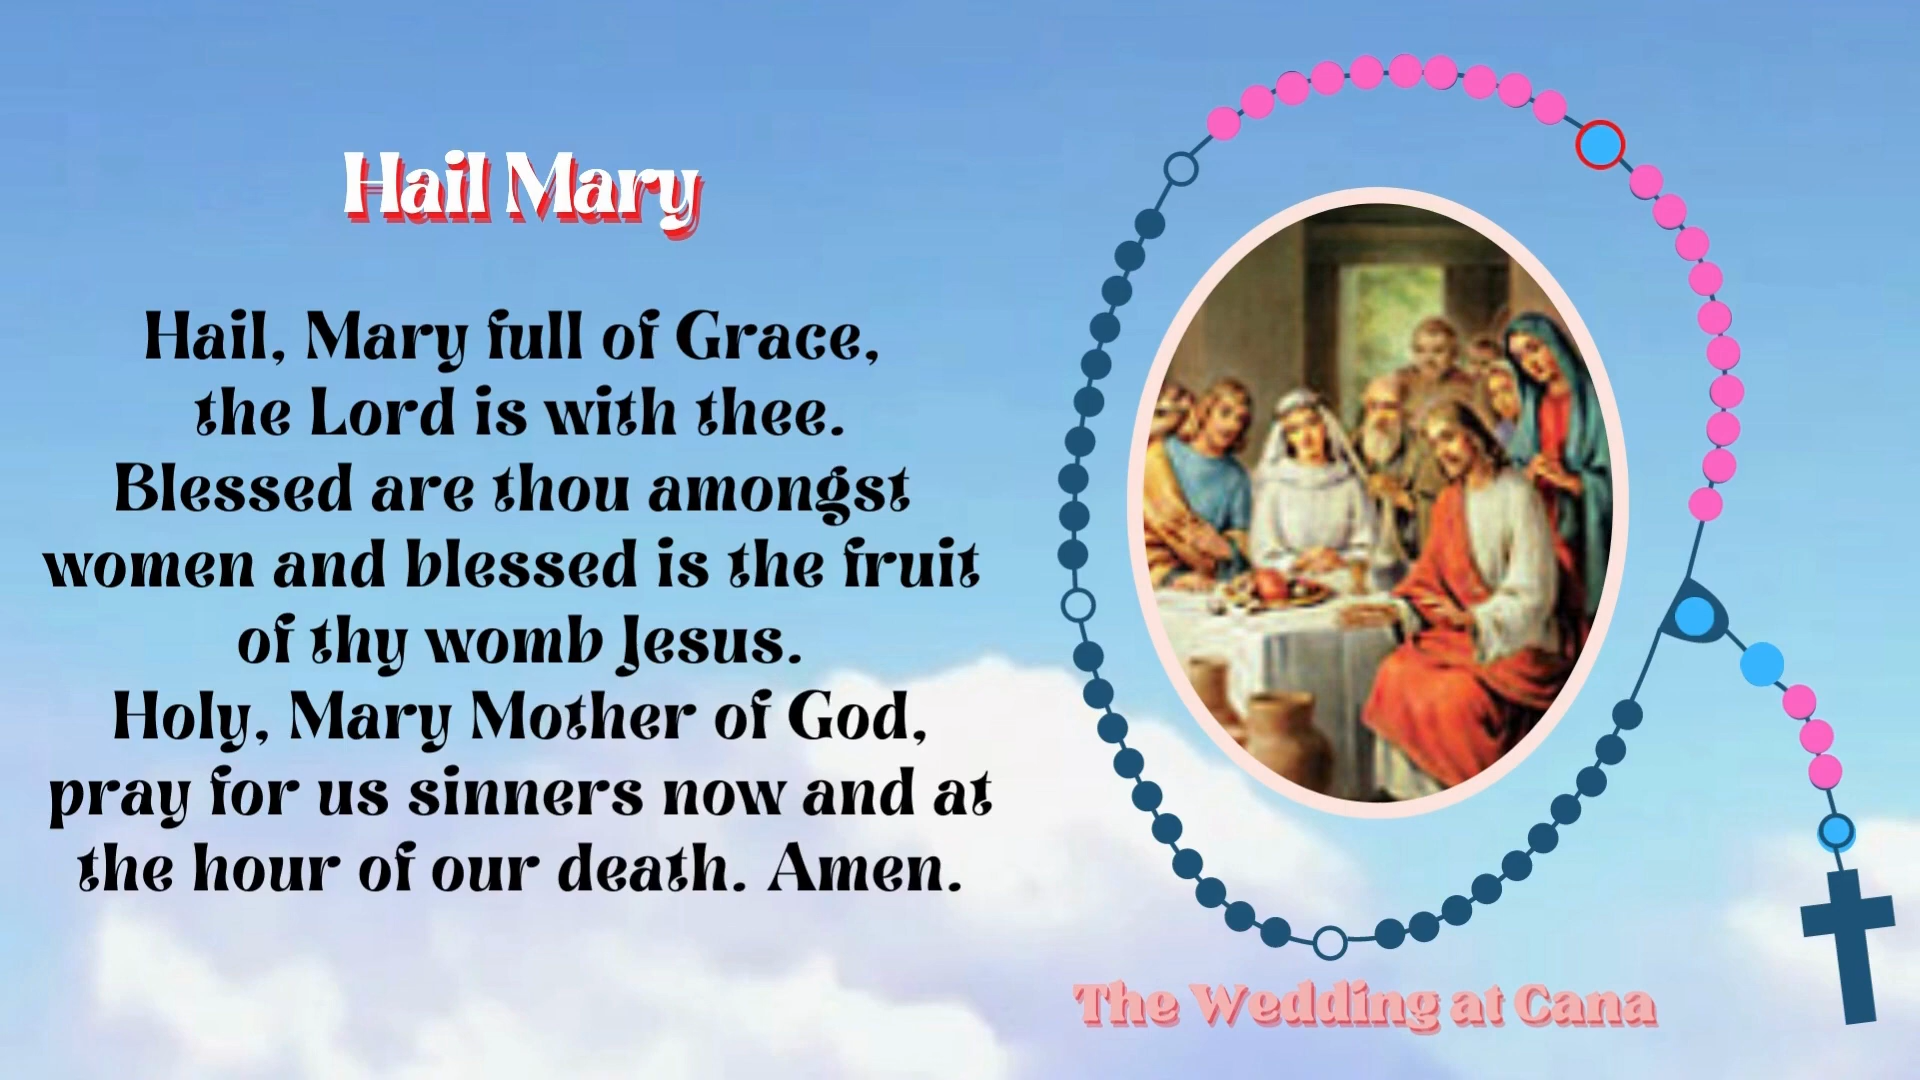 Hail Mary
Hail, Mary full of Grace,
the Lord is with thee.
Blessed are thou amongst
women and blessed is the fruit
of thy womb Jesus.
Holy, Mary Mother of God,
pray for us sinners now and at
the hour of our death. Amen.
The Wedding at Cana